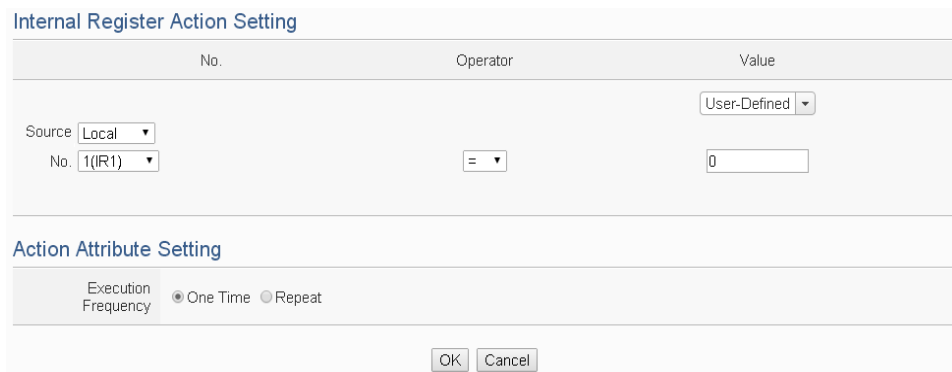 Internal Register Action Setting
No. Operator Value
User-Defined
Source Local
No. 1(IR1) = 0
Action Attribute Setting
Execution Frequency One Time Repeat
OK Cancel